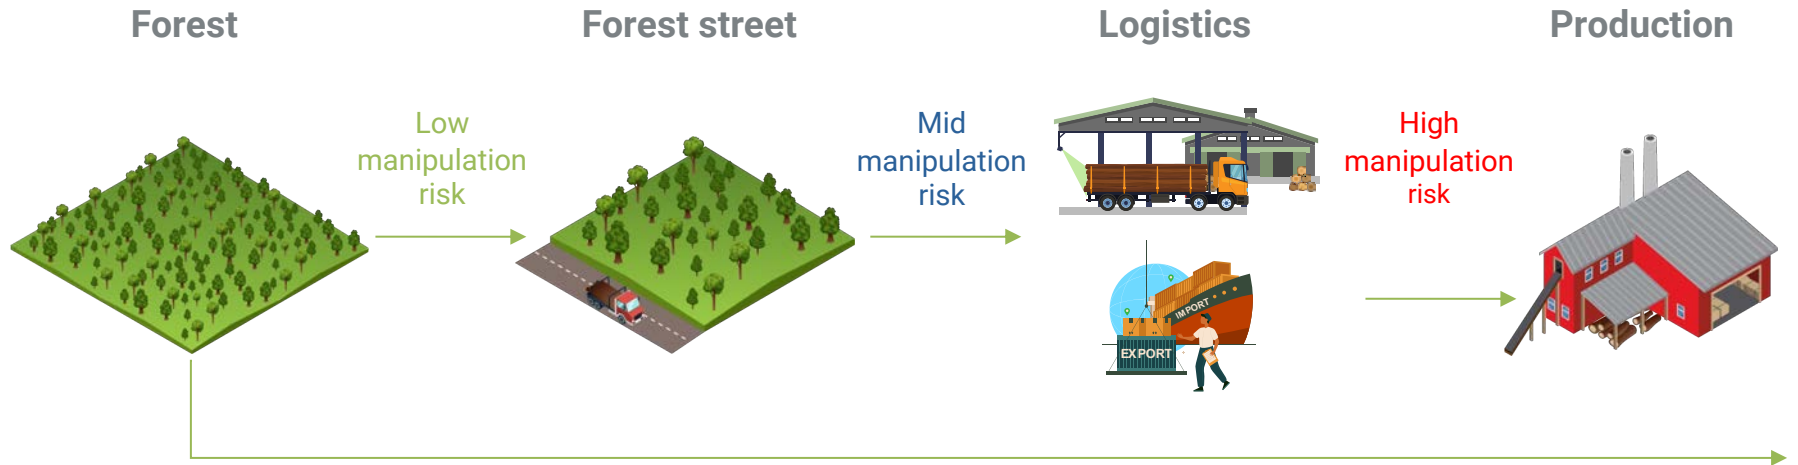 Forest
Forest street
Logistics
Production
Low
manipulation
risk
Mid
manipulation
risk
High
manipulation
risk
IMPORT
EXPORT